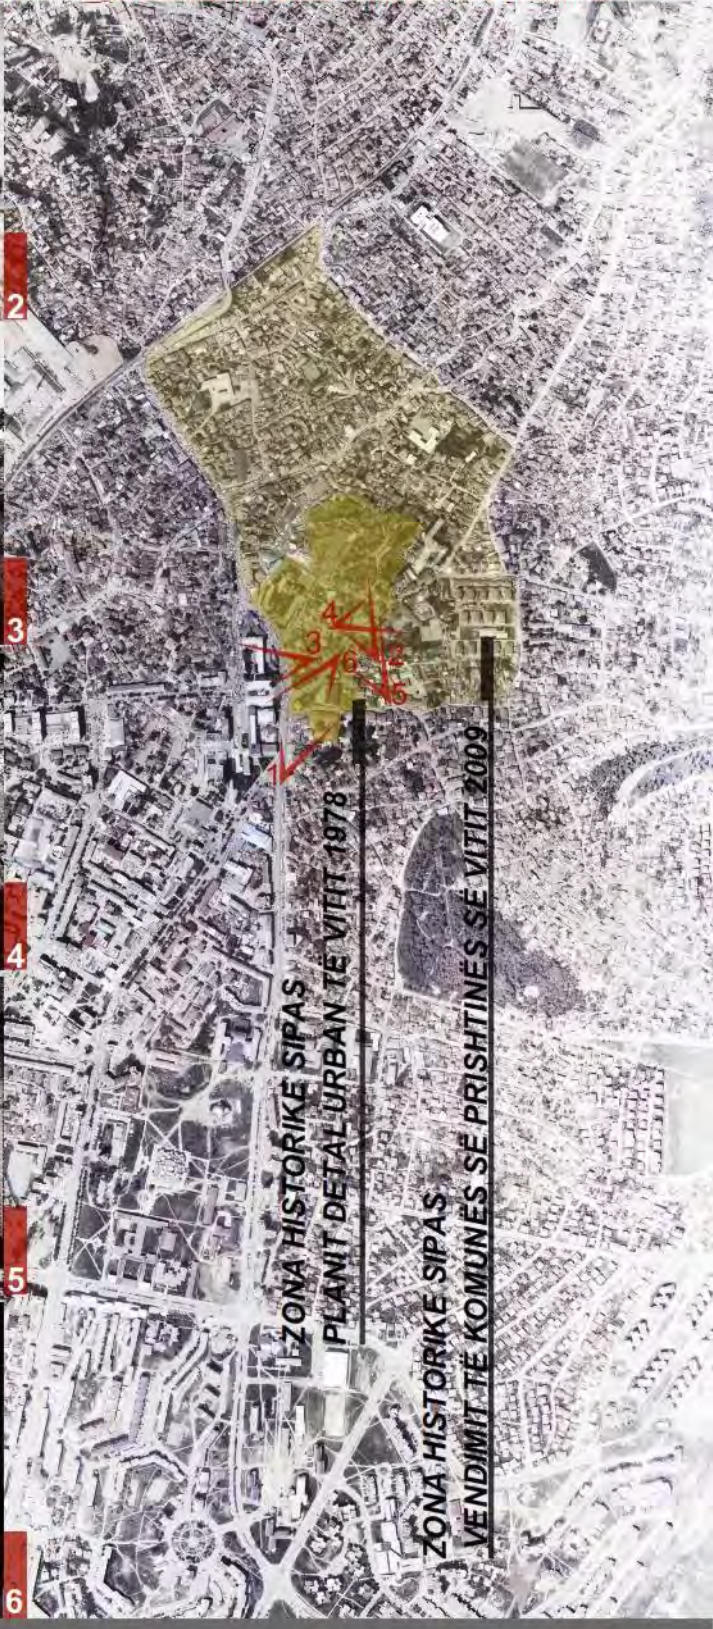 2
3
4
5
6
4
3
6
2
5
1
ZONA HISTORIKE SIPAS
PLANIT DETAL URBAN TË VITIT 1978
ZONA HISTORIKE SIPAS
VENDIMIT TË KOMUNËS SË PRISHTINËS SË VITIT 2009